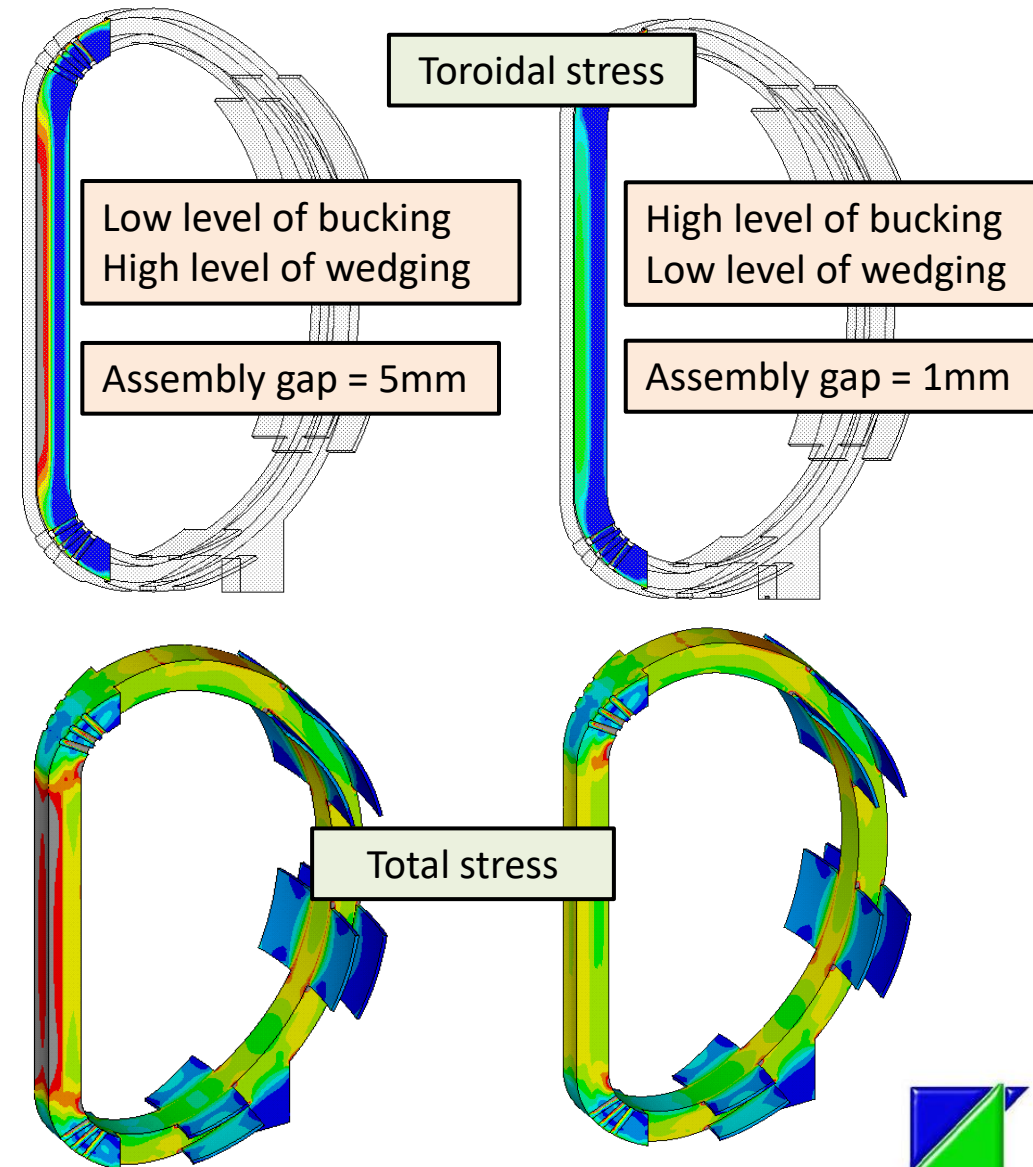 Toroidal stress
Low level of bucking
High level of wedging
High level of bucking
Low level of wedging
Assembly gap = 5mm
Assembly gap = 1mm
Total stress